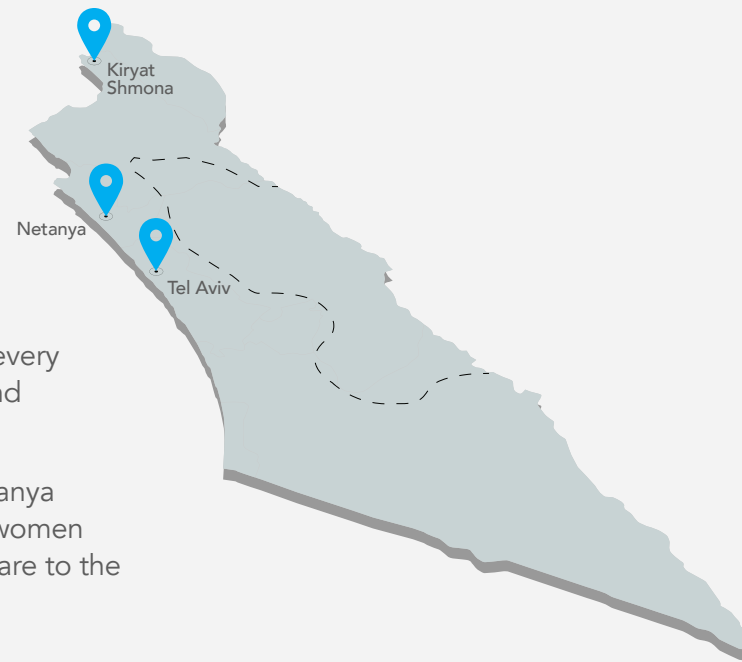 Kiryat
Shmona
Netanya
Tel Aviv
every
nd
anya
women
are to the